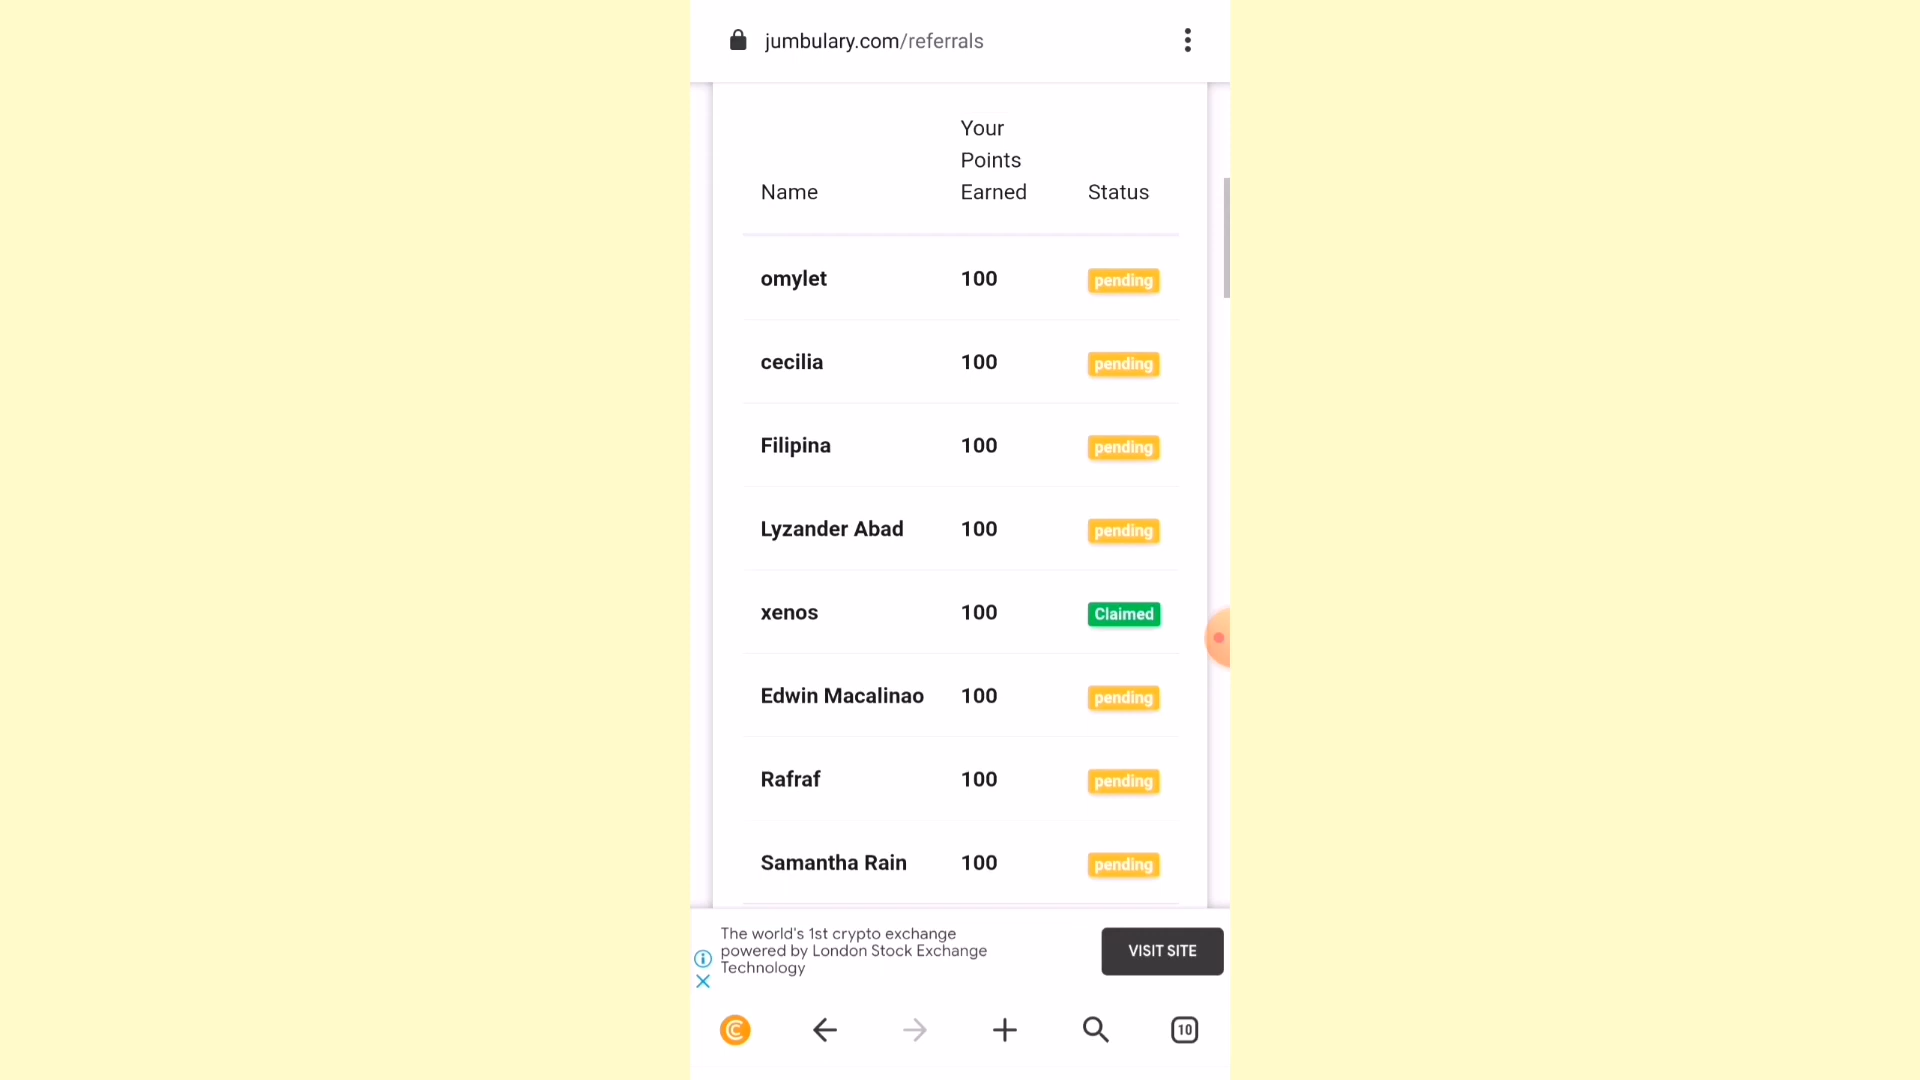 jumbulary.com/referrals
Your
Points
Name Earned Status
omylet 100 pending
cecilia 100 pending
Filipina 100 pending
Lyzander Abad 100 pending
xenos 100 Claimed
Edwin Macalinao 100 pending
Rafraf 100 pending
Samantha Rain 100 pending
The world's 1st crypto exchange
powered by London Stock Exchange
Technology
VISIT SITE
10